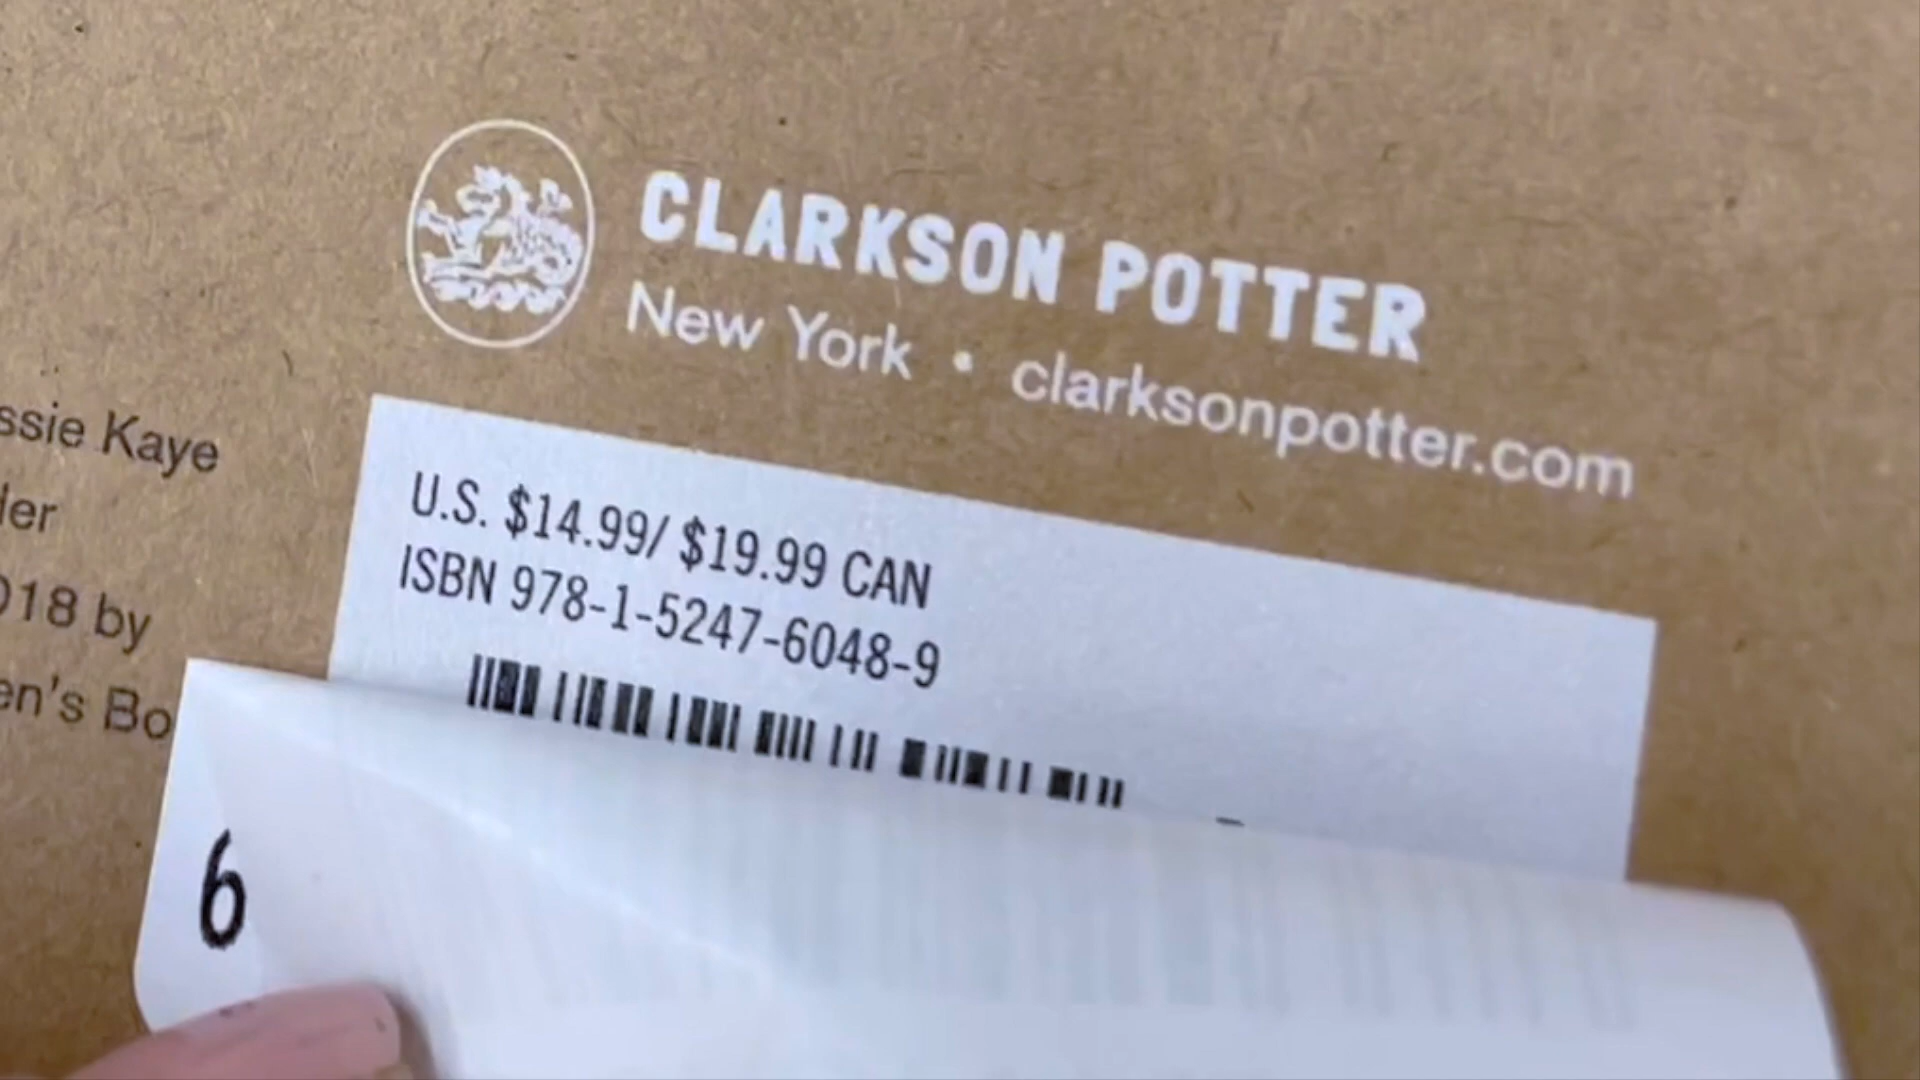 CLARKSON POTTER
New York • clarksonpotter.com
ssie Kaye
der
018 by
en's Bo
U.S. $14.99/ $19.99 CAN
ISBN 978-1-5247-6048-9
6